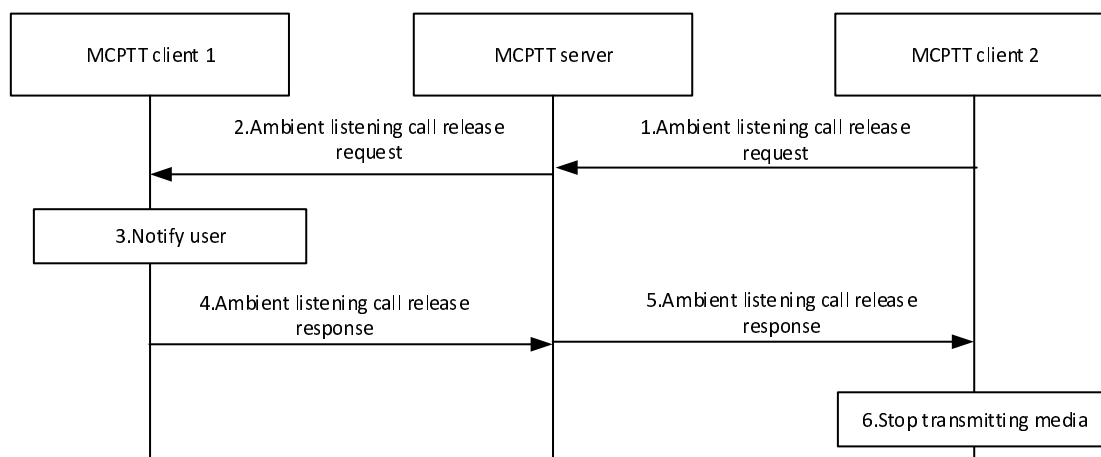 MCPTT client 1
MCPTT server
MCPTT client 2
2.Ambient listening call release
request
1.Ambient listening call release
request
3.Notify user
4.Ambient listening call release
response
5.Ambient listening call release
response
6.Stop transmitting media